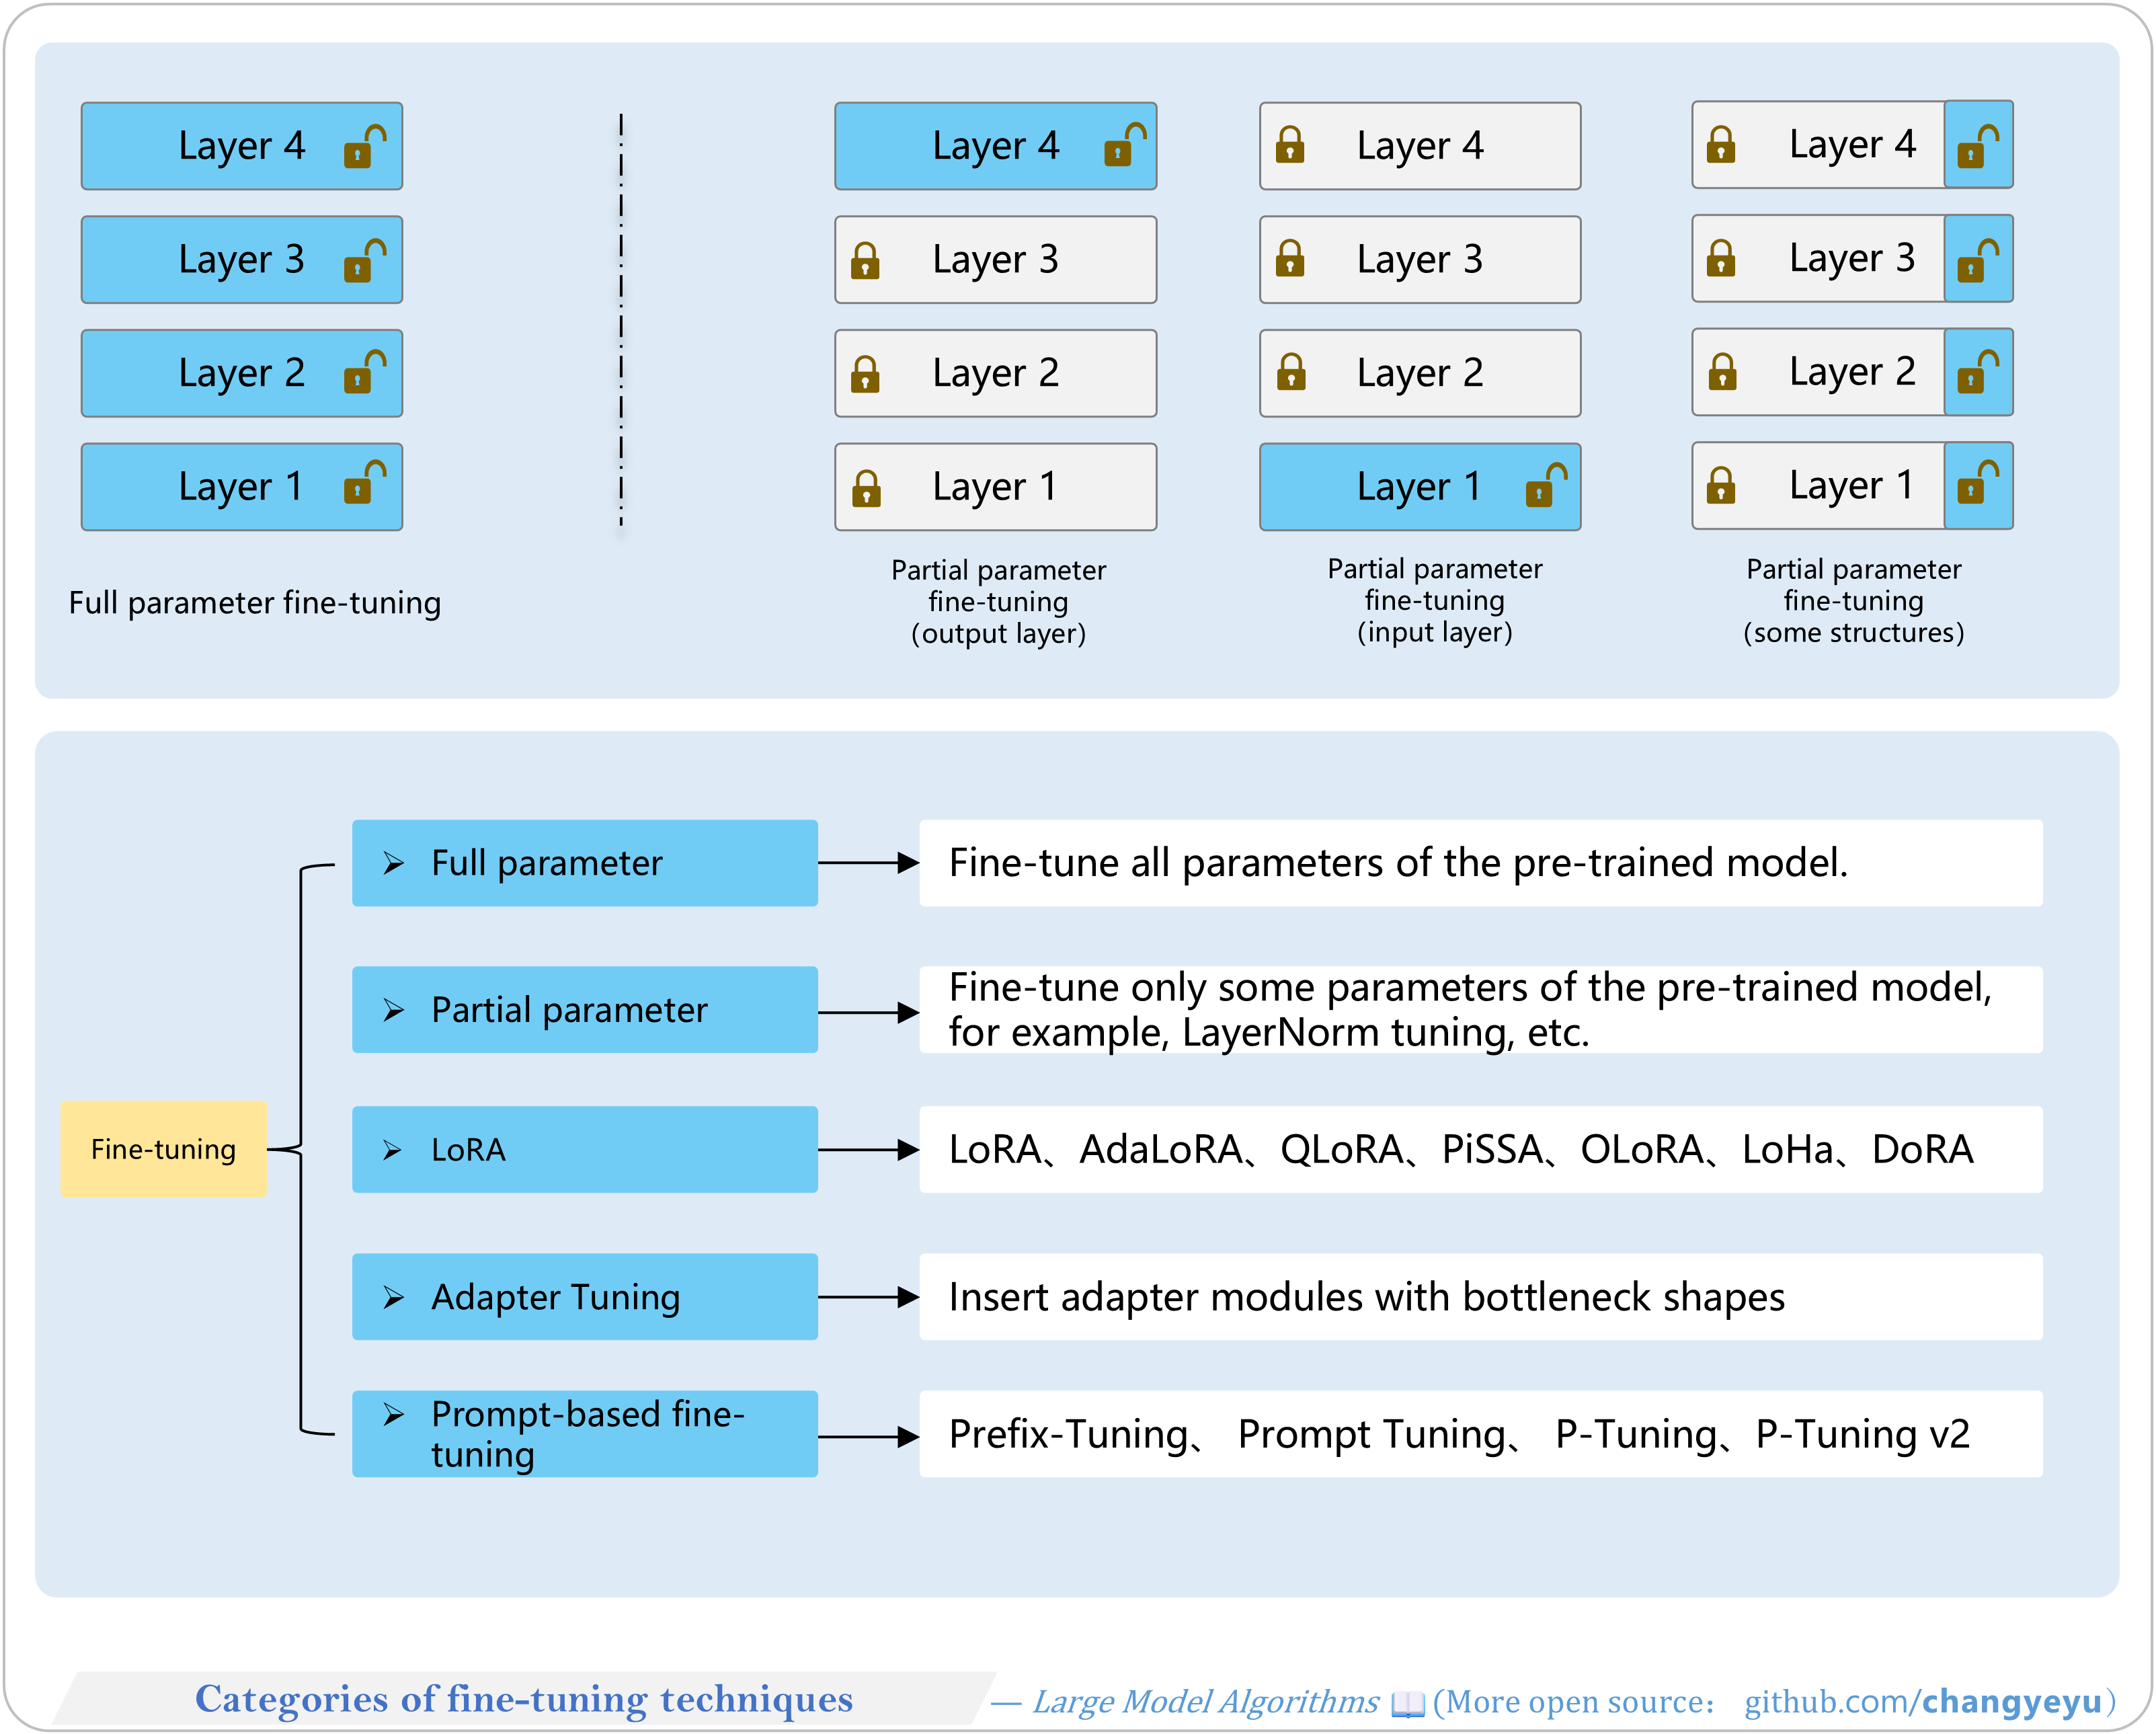 Layer 4
Layer 3
Layer 2
Layer 1
Full parameter fine-tuning
Layer 4
Layer 3
Layer 2
Layer 1
Partial parameter
fine-tuning
(output layer)
Layer 4
Layer 3
Layer 2
Layer 1
Partial parameter
fine-tuning
(input layer)
Layer 4
Layer 3
Layer 2
Layer 1
Partial parameter
fine-tuning
(some structures)
Fine-tuning
➢ Full parameter
Fine-tune all parameters of the pre-trained model.
➢ Partial parameter
Fine-tune only some parameters of the pre-trained model,
for example, LayerNorm tuning, etc.
➢ LoRA
LoRA、AdaLoRA、QLoRA、PiSSA、OLoRA、LoHa、DoRA
➢ Adapter Tuning
Insert adapter modules with bottleneck shapes
➢ Prompt-based fine-
tuning
Prefix-Tuning、 Prompt Tuning、 P-Tuning、P-Tuning v2
Categories of fine-tuning techniques — Large Model Algorithms 📖 (More open source： github.com/changyeyu）